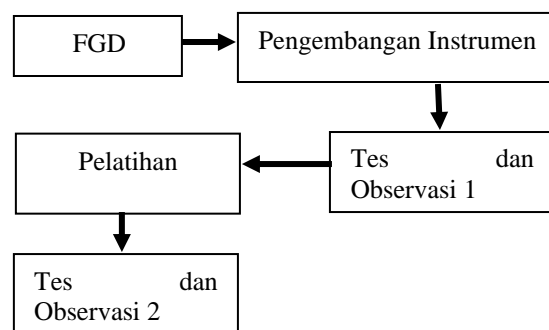 FGD
Pengembangan Instrumen
Tes dan
Observasi 1
Pelatihan
Tes dan
Observasi 2